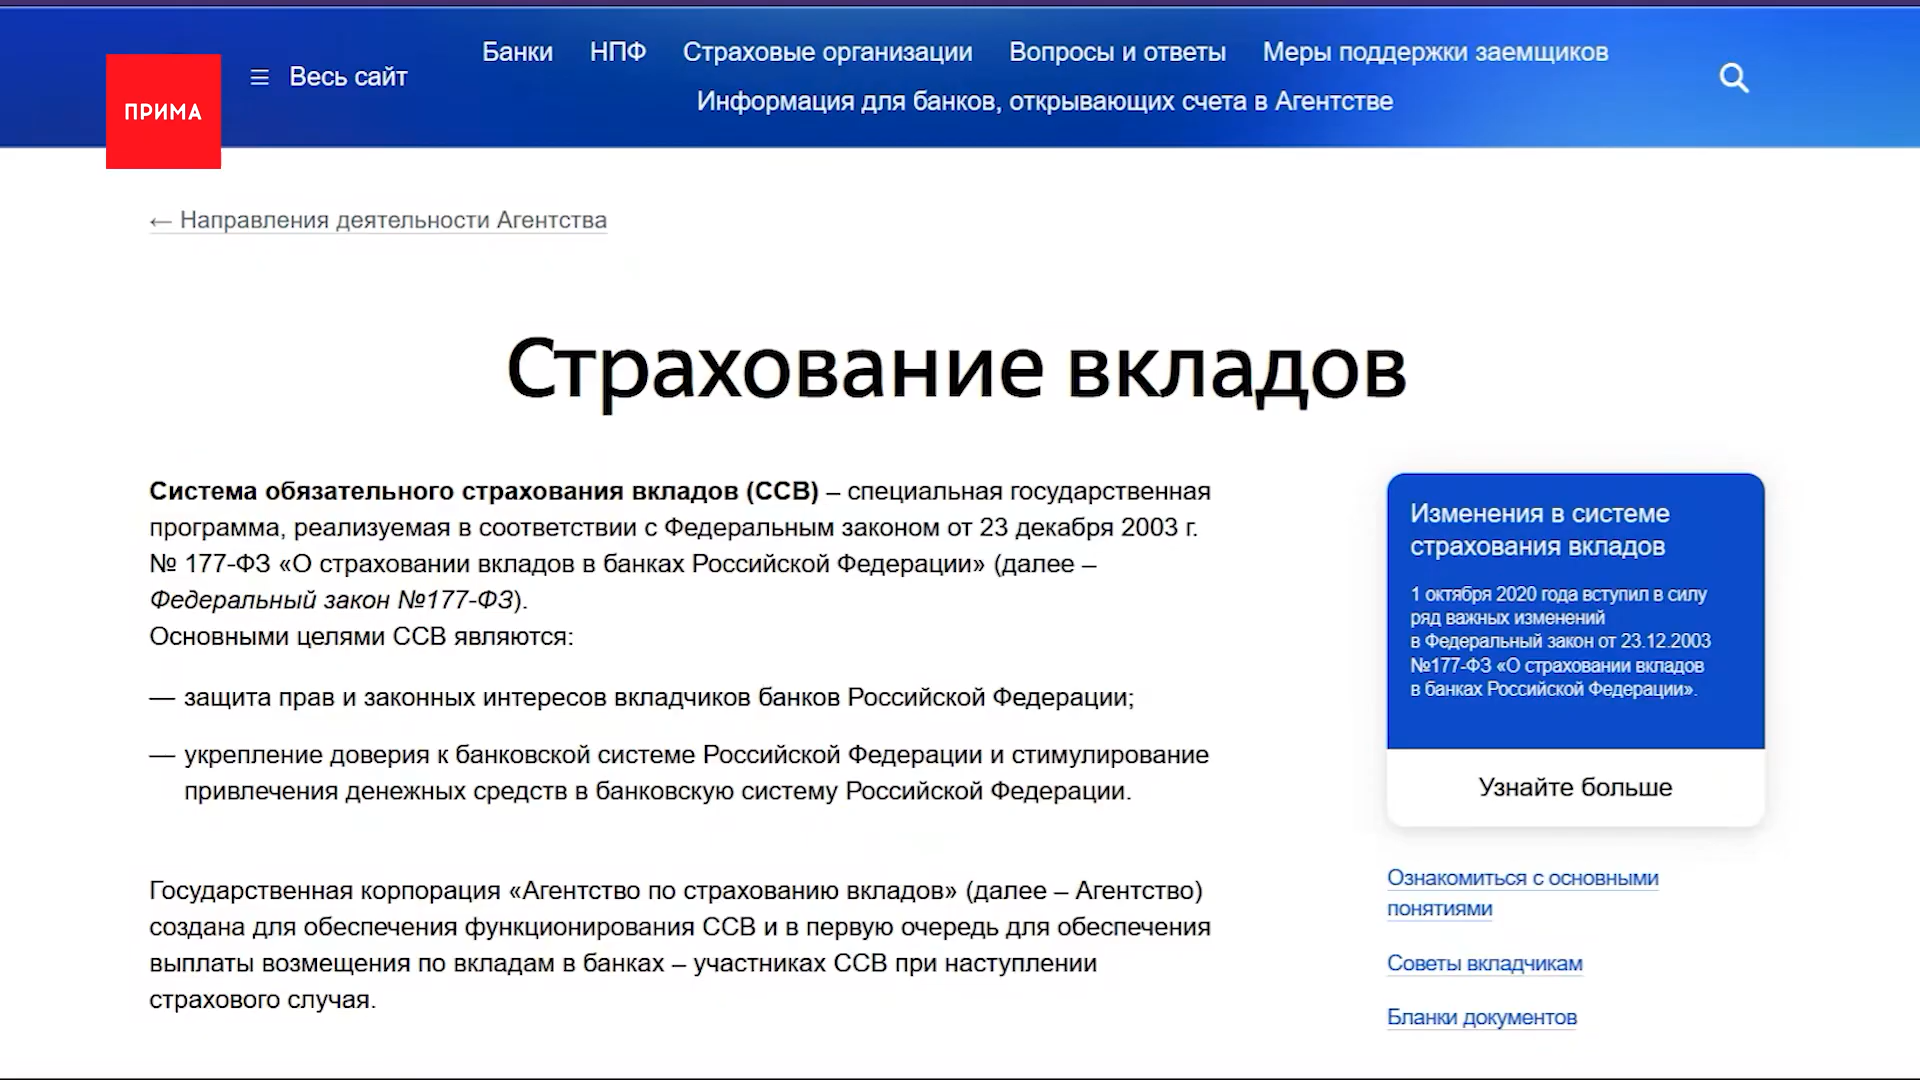 ПРИМА
Весь сайт
Банки НПФ Страховые организации Вопросы и ответы Меры поддержки заемщиков
Информация для банков, открывающих счета в Агентстве
← Направления деятельности Агентства
Страхование вкладов
Система обязательного страхования вкладов (ССВ) – специальная государственная
программа, реализуемая в соответствии с Федеральным законом от 23 декабря 2003 г.
№ 177-ФЗ «О страховании вкладов в банках Российской Федерации» (далее –
Федеральный закон №177-ФЗ).
Основными целями ССВ являются:
— защита прав и законных интересов вкладчиков банков Российской Федерации;
— укрепление доверия к банковской системе Российской Федерации и стимулирование
привлечения денежных средств в банковскую систему Российской Федерации.
Государственная корпорация «Агентство по страхованию вкладов» (далее – Агентство)
создана для обеспечения функционирования ССВ и в первую очередь для обеспечения
выплаты возмещения по вкладам в банках – участниках ССВ при наступлении
страхового случая.
Изменения в системе
страхования вкладов
1 октября 2020 года вступил в силу
ряд важных изменений
в Федеральный закон от 23.12.2003
№177-ФЗ «О страховании вкладов
в банках Российской Федерации».
Узнайте больше
Ознакомиться с основными
понятиями
Советы вкладчикам
Бланки документов